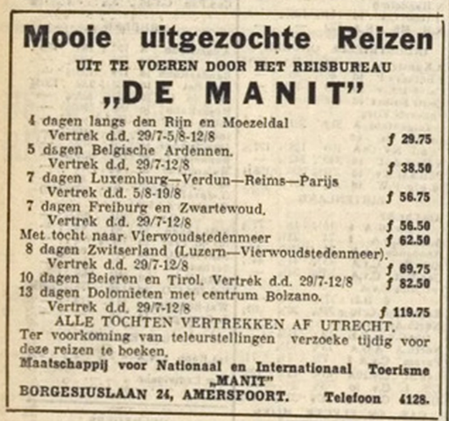 Mooie uitgezochte Reizen
UIT TE VOEREN DOOR HET REISBUREAU
„DE MANIT”
4 dagen langs den Rijn en Moezeldal
Vertrek d.d. 29/7-5/8-12/8 ƒ 29.75
5 dagen Belgische Ardennen.
Vertrek d.d. 29/7-12/8 ƒ 38.50
7 dagen Luxemburg—Verdun—Reims—Parijs
Vertrek d.d. 5/8-19/8 ƒ 56.75
7 dagen Freiburg en Zwartewoud.
Vertrek d.d. 29/7-12/8 ƒ 56.50
Met tocht naar Vierwoudstedenmeer ƒ 62.50
8 dagen Zwitserland (Luzern—Vierwoudstedenmeer).
Vertrek d.d. 29/7-12/8 ƒ 69.75
10 dagen Beieren en Tirol. Vertrek d.d. 29/7-12/8 ƒ 82.50
13 dagen Dolomieten met centrum Bolzano.
Vertrek d.d. 29/7-12/8 ƒ 119.75
ALLE TOCHTEN VERTREKKEN AF UTRECHT.
Ter voorkoming van teleurstellingen verzoeke tijdig voor
deze reizen te boeken.
Maatschappij voor Nationaal en Internationaal Toerisme
„MANIT”
BORGESIUSLAAN 24, AMERSFOORT. Telefoon 4128.